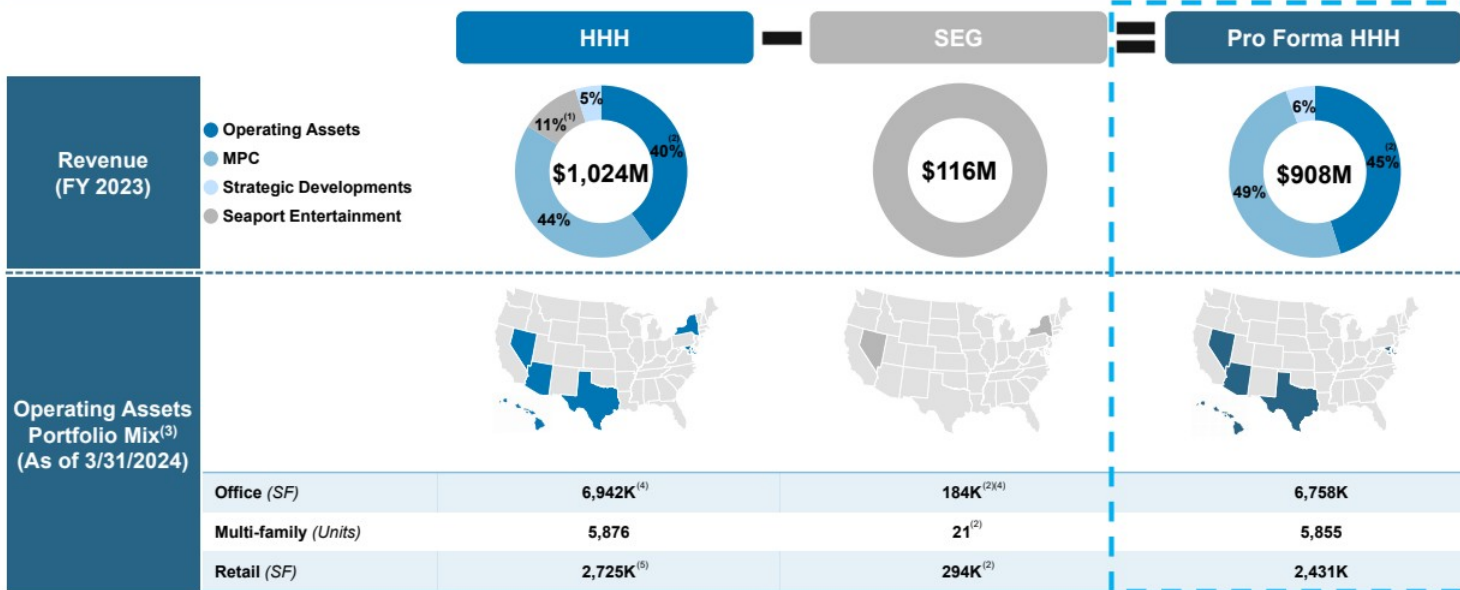 HHH
SEG
Pro Forma HHH
Revenue
(FY 2023)
Operating Assets
MPC
Strategic Developments
Seaport Entertainment
5%
11%(1)
40%(2)
44%
$1,024M
$116M
6%
45%(2)
49%
$908M
Operating Assets
Portfolio Mix(3)
(As of 3/31/2024)
Office (SF) 6,942K(4) 184K(2)(4) 6,758K
Multi-family (Units) 5,876 21(2) 5,855
Retail (SF) 2,725K(5) 294K(2) 2,431K